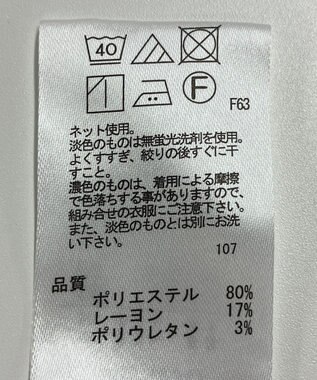 40
F
F63
ネット使用。
淡色のものは無蛍光洗剤を使用。
よくすすぎ、絞りの後すぐに干
すこと。
濃色のものは、着用による摩擦
で色落ちする事がありますので、
組み合せの衣服にご注意下さい。
また、淡色のものとは別にお洗
い下さい。
107
品質
ポリエステル 80%
レーヨン 17%
ポリウレタン 3%